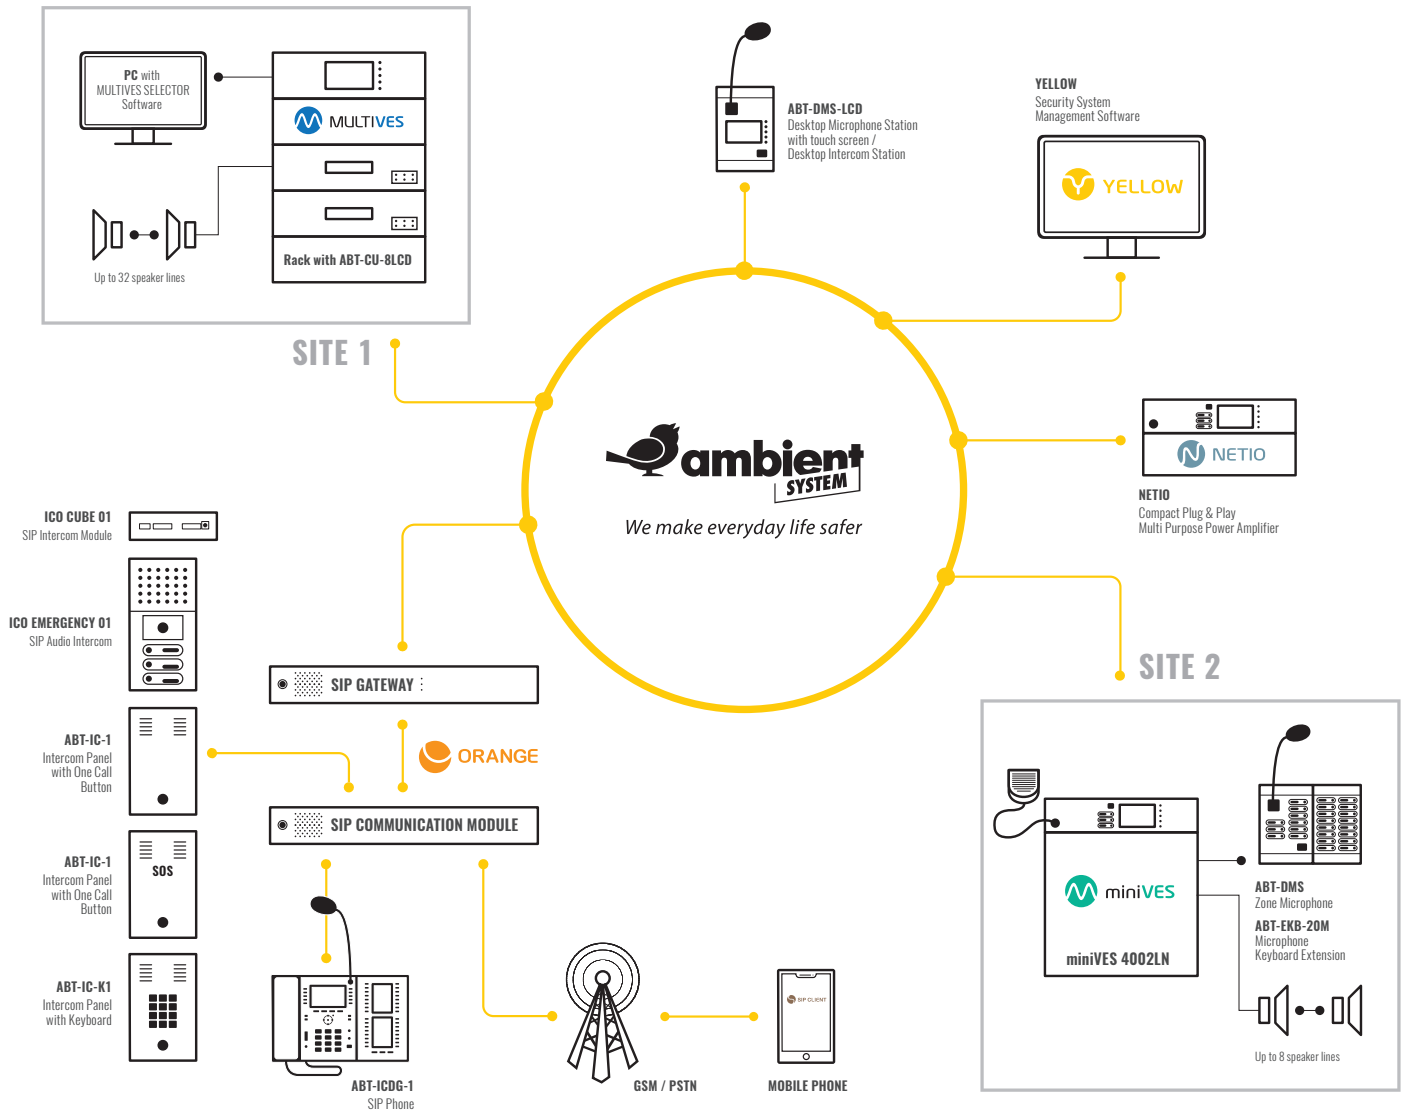 PC with
MULTIVES SELECTOR
Software
MULTIVES
Rack with ABT-CU-8LCD
Up to 32 speaker lines
SITE 1
ABT-DMS-LCD
Desktop Microphone Station
with touch screen /
Desktop Intercom Station
YELLOW
Security System
Management Software
YELLOW
ambient
SYSTEM
We make everyday life safer
NETIO
NETIO
Compact Plug & Play
Multi Purpose Power Amplifier
ICO CUBE 01
SIP Intercom Module
ICO EMERGENCY 01
SIP Audio Intercom
ABT-IC-1
Intercom Panel
with One Call
Button
ABT-IC-1
Intercom Panel
with One Call
Button
SOS
ABT-IC-K1
Intercom Panel
with Keyboard
SIP GATEWAY
ORANGE
SIP COMMUNICATION MODULE
ABT-ICDG-1
SIP Phone
GSM / PSTN
SIP CLIENT
MOBILE PHONE
SITE 2
miniVES
miniVES 4002LN
ABT-DMS
Zone Microphone
ABT-EKB-20M
Microphone
Keyboard Extension
Up to 8 speaker lines